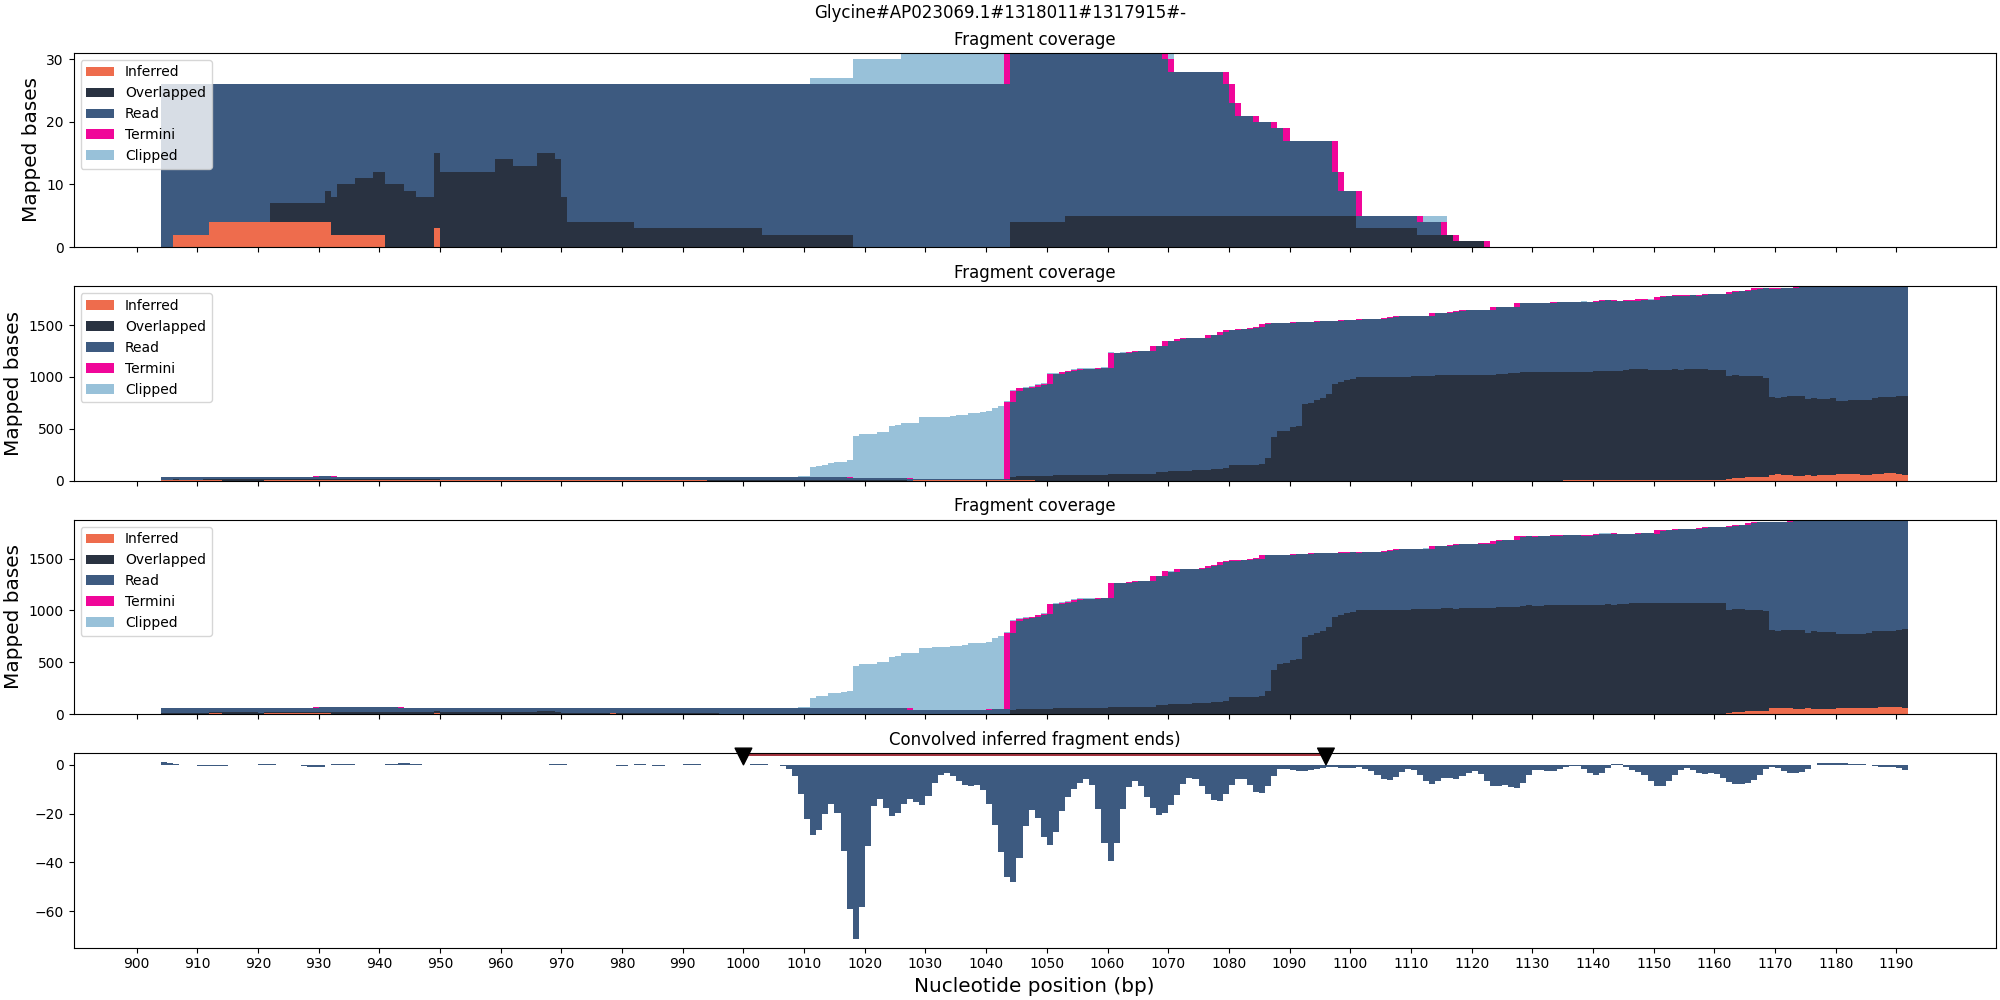 Glycine#AP023069.1#1318011#1317915#-
Fragment coverage
Mapped bases
30
20
10
0
Inferred
Overlapped
Read
Termini
Clipped
Fragment coverage
Mapped bases
1500
1000
500
0
Inferred
Overlapped
Read
Termini
Clipped
Fragment coverage
Mapped bases
1500
1000
500
0
Inferred
Overlapped
Read
Termini
Clipped
Convolved inferred fragment ends)
0
−20
−40
−60
900 910 920 930 940 950 960 970 980 990 1000 1010 1020 1030 1040 1050 1060 1070 1080 1090 1100 1110 1120 1130 1140 1150 1160 1170 1180 1190
Nucleotide position (bp)